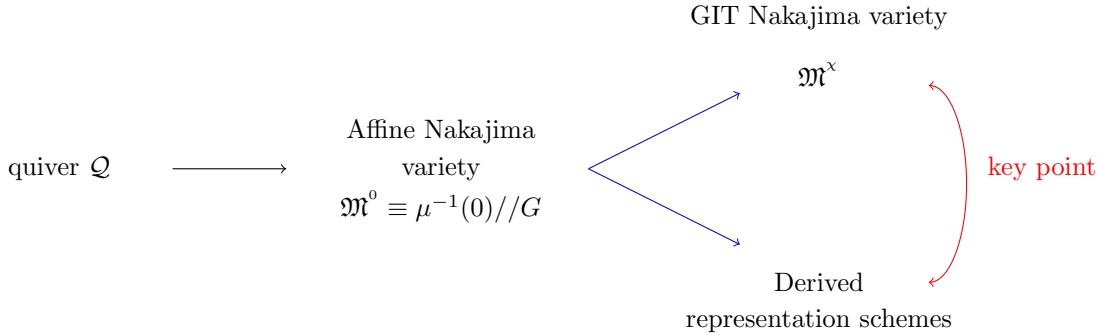 GIT Nakajima variety
𝔐^χ
Affine Nakajima
variety
𝔐^0 ≡ μ^{-1}(0)//G
quiver 𝒬
key point
Derived
representation schemes